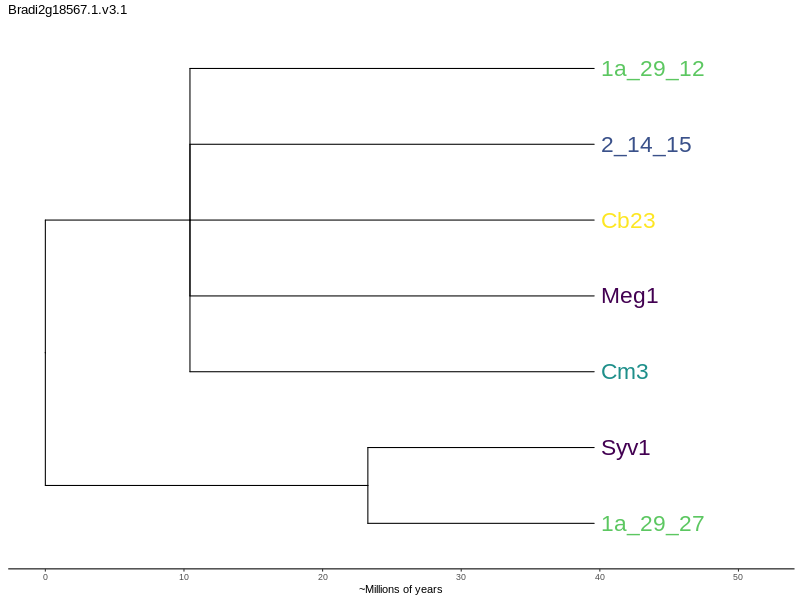 Bradi2g18567.1.v3.1
1a_29_12
2_14_15
Cb23
Meg1
Cm3
Syv1
1a_29_27
0 10 20 30 40 50
~Millions of years